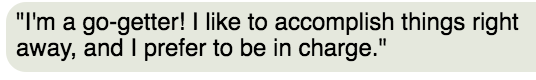 "I'm a go-getter! I like to accomplish things right
away, and I prefer to be in charge."